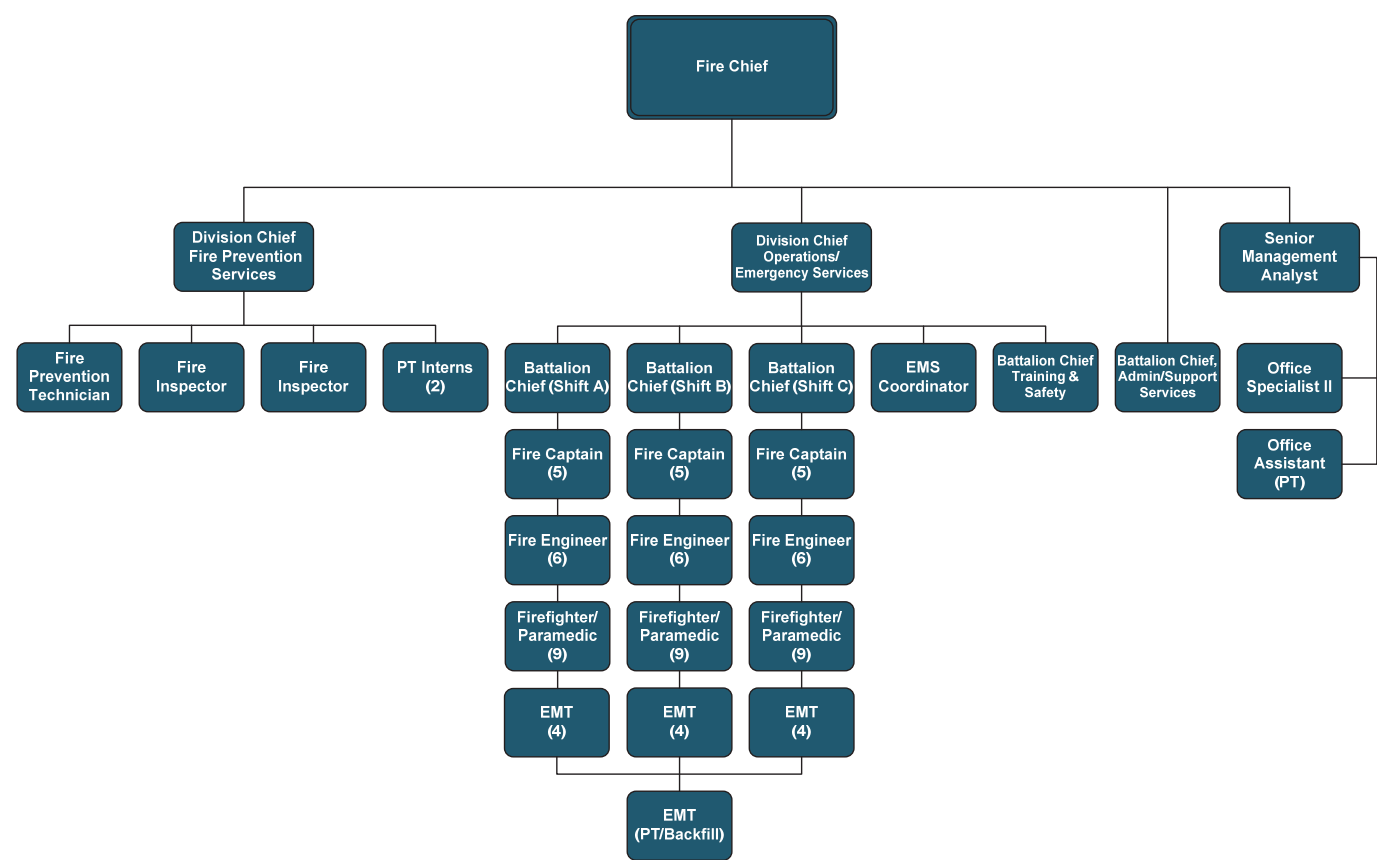 Fire Chief
Division Chief
Fire Prevention
Services
Division Chief
Operations/
Emergency Services
Senior
Management
Analyst
Fire
Prevention
Technician
Fire
Inspector
Fire
Inspector
PT Interns
(2)
Battalion
Chief (Shift A)
Battalion
Chief (Shift B)
Battalion
Chief (Shift C)
EMS
Coordinator
Battalion Chief
Training &
Safety
Battalion Chief,
Admin/Support
Services
Office
Specialist II
Fire Captain
(5)
Fire Captain
(5)
Fire Captain
(5)
Office
Assistant
(PT)
Fire Engineer
(6)
Fire Engineer
(6)
Fire Engineer
(6)
Firefighter/
Paramedic
(9)
Firefighter/
Paramedic
(9)
Firefighter/
Paramedic
(9)
EMT
(4)
EMT
(4)
EMT
(4)
EMT
(PT/Backfill)